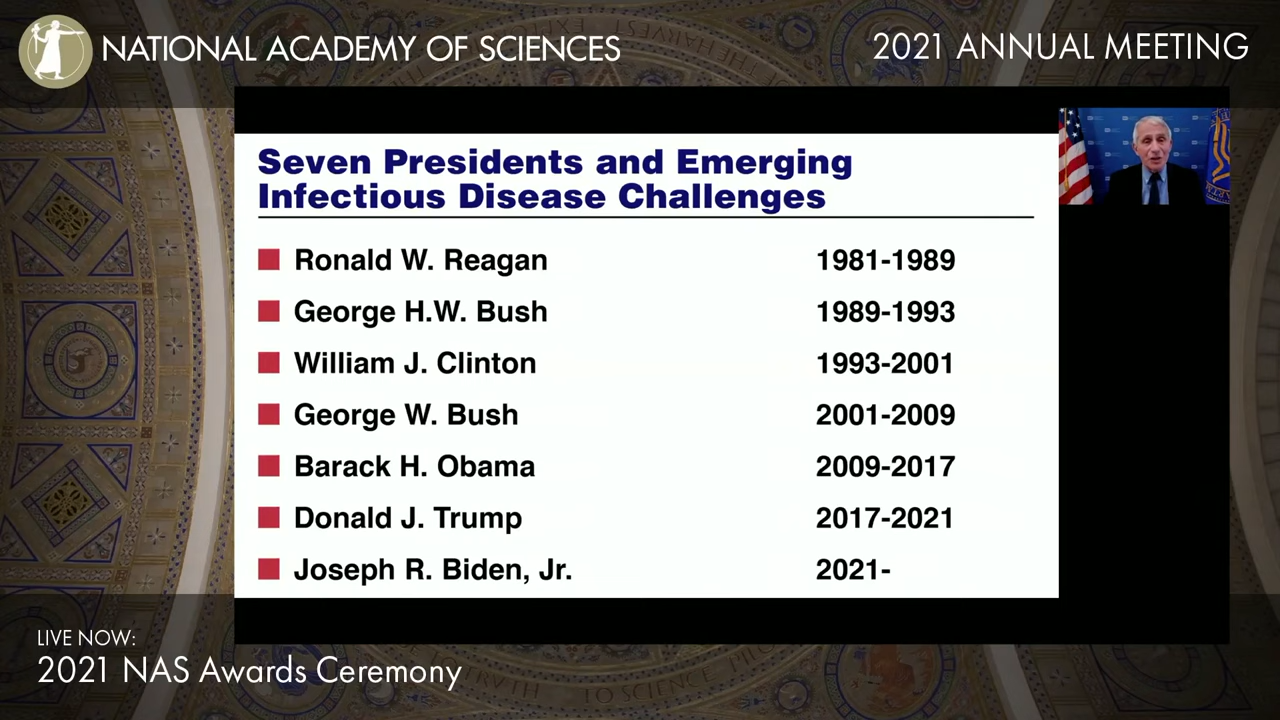 NATIONAL ACADEMY OF SCIENCES
2021 ANNUAL MEETING
Seven Presidents and Emerging
Infectious Disease Challenges
Ronald W. Reagan 1981-1989
George H.W. Bush 1989-1993
William J. Clinton 1993-2001
George W. Bush 2001-2009
Barack H. Obama 2009-2017
Donald J. Trump 2017-2021
Joseph R. Biden, Jr. 2021-
LIVE NOW:
2021 NAS Awards Ceremony
TO SCIENCE